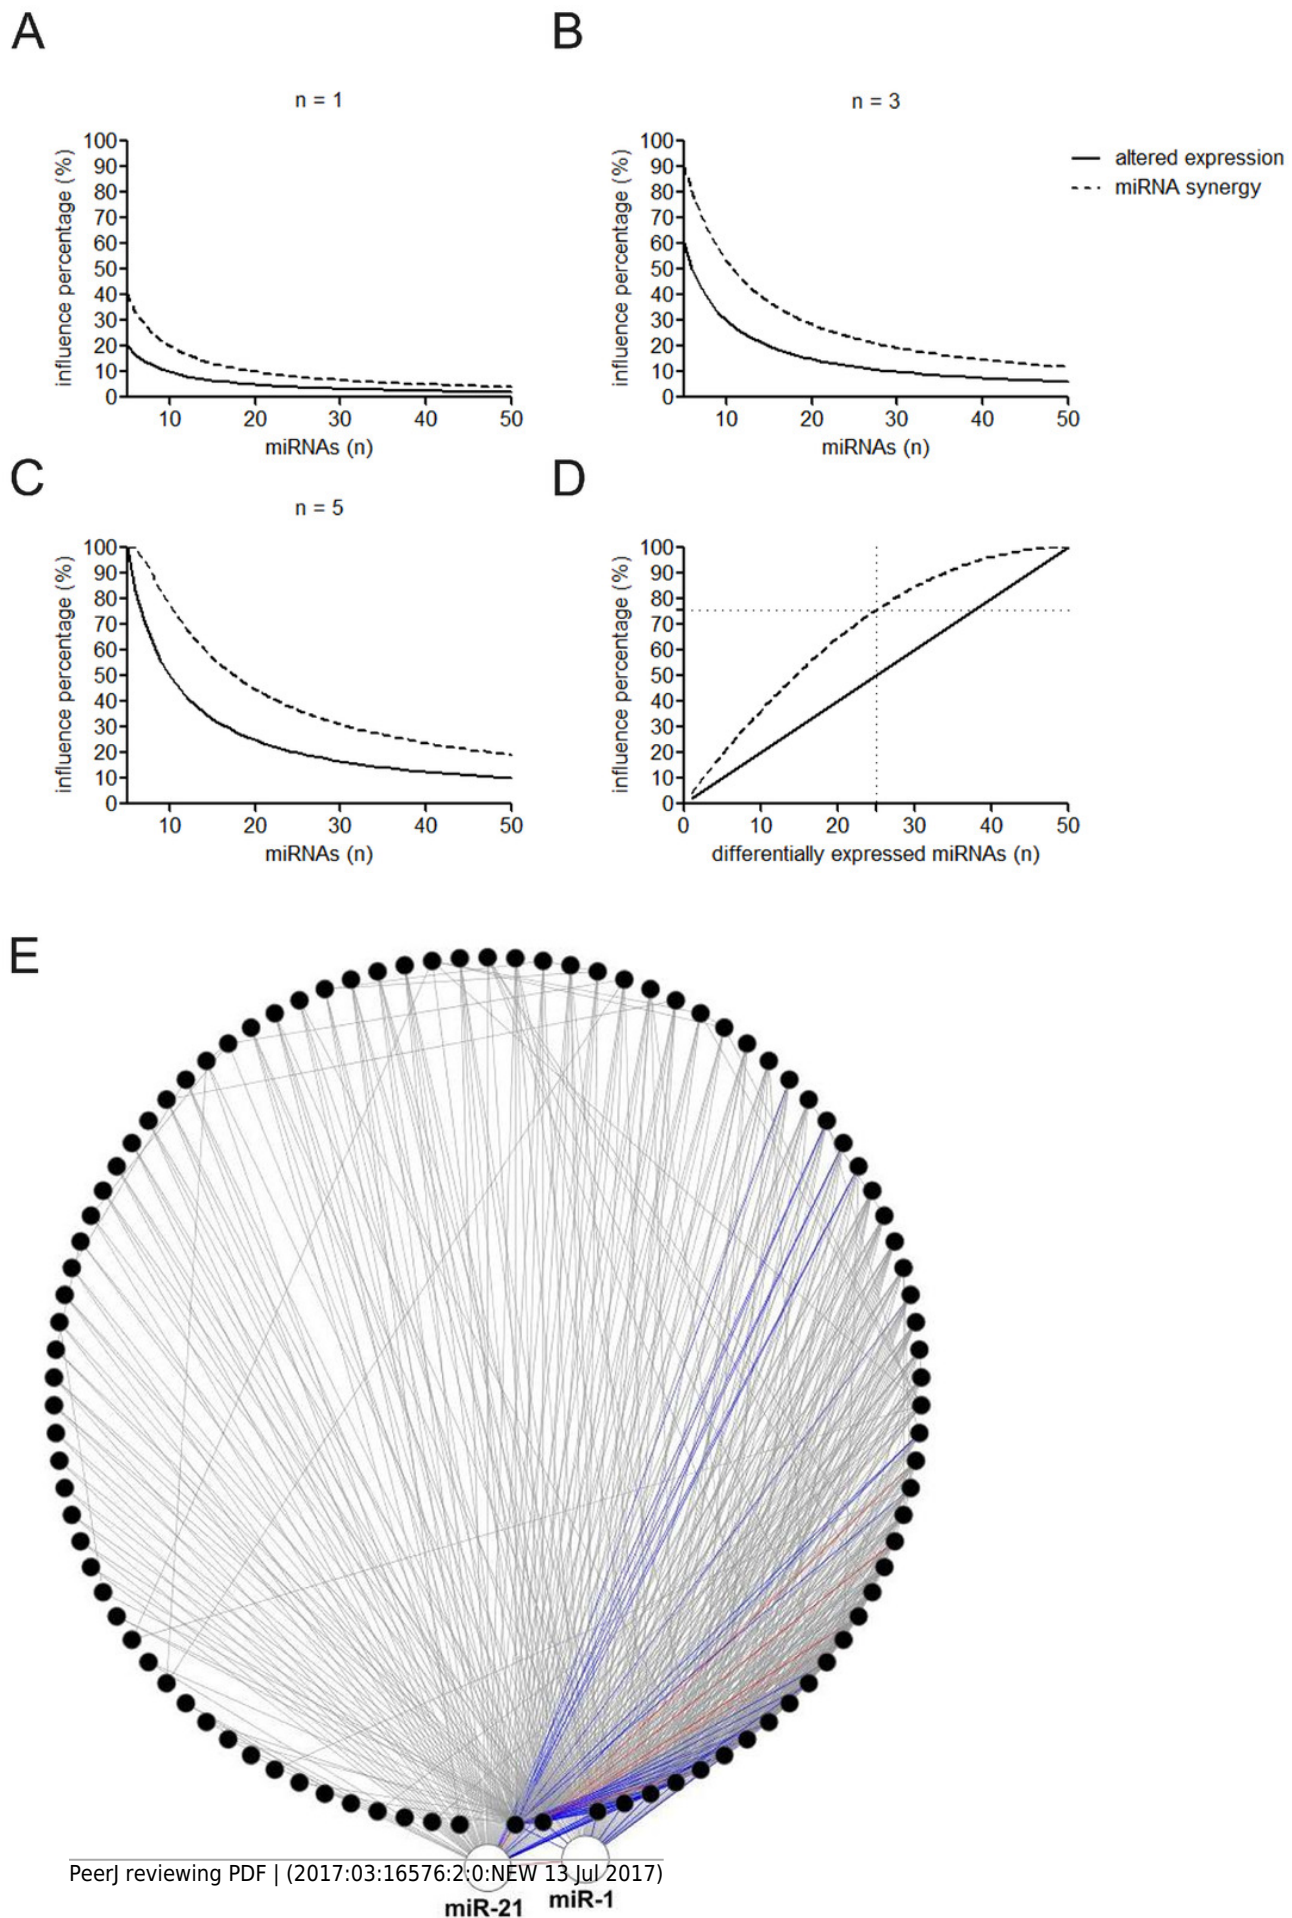 A
B
n = 1
n = 3
100
90
80
70
60
50
40
30
20
10
0
influence percentage (%)
10 20 30 40 50
miRNAs (n)
100
90
80
70
60
50
40
30
20
10
0
influence percentage (%)
10 20 30 40 50
miRNAs (n)
altered expression
miRNA synergy
C
D
n = 5
100
90
80
70
60
50
40
30
20
10
0
influence percentage (%)
10 20 30 40 50
miRNAs (n)
100
90
80
70
60
50
40
30
20
10
0
influence percentage (%)
0 10 20 30 40 50
differentially expressed miRNAs (n)
E
PeerJ reviewing PDF | (2017:03:16576:2:0:NEW 13 Jul 2017)
miR-21 miR-1